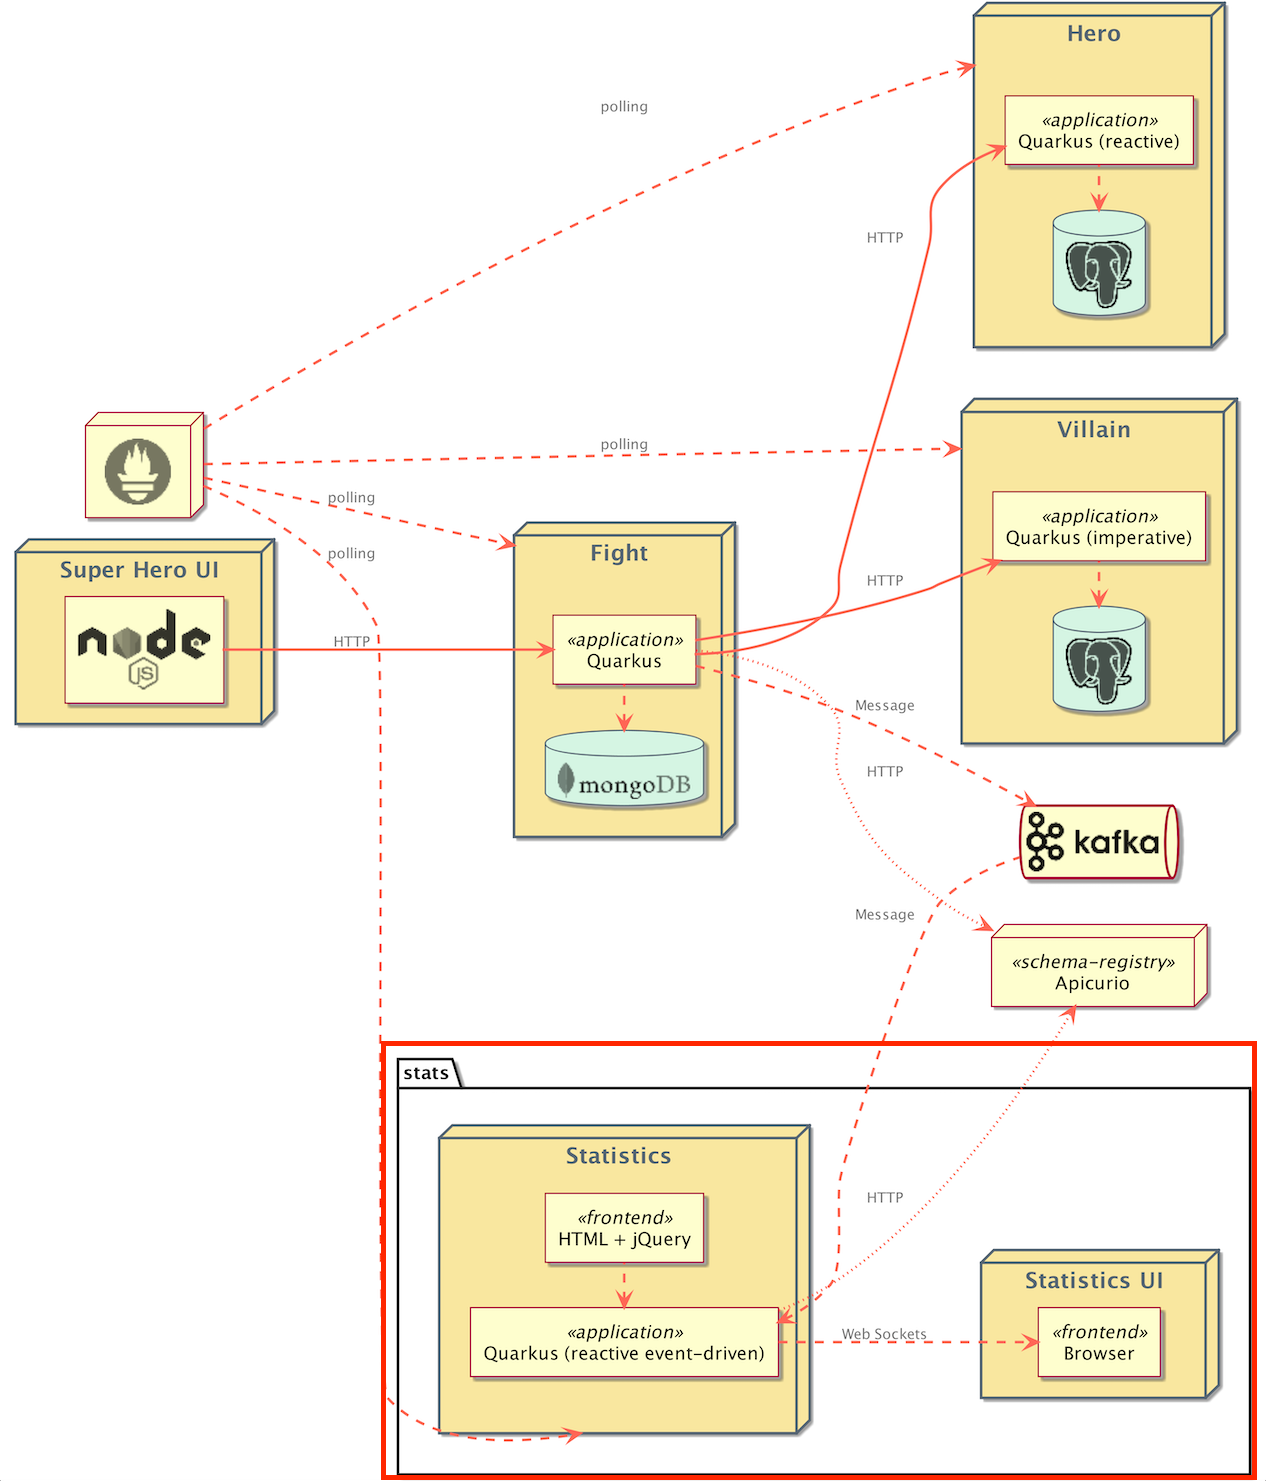 Hero
«application»
Quarkus (reactive)
polling
HTTP
Villain
«application»
Quarkus (imperative)
polling
polling
polling
Super Hero UI
node
JS
HTTP
Fight
«application»
Quarkus
mongoDB
HTTP
Message
HTTP
kafka
Message
«schema-registry»
Apicurio
stats
Statistics
«frontend»
HTML + jQuery
«application»
Quarkus (reactive event-driven)
HTTP
Web Sockets
Statistics UI
«frontend»
Browser